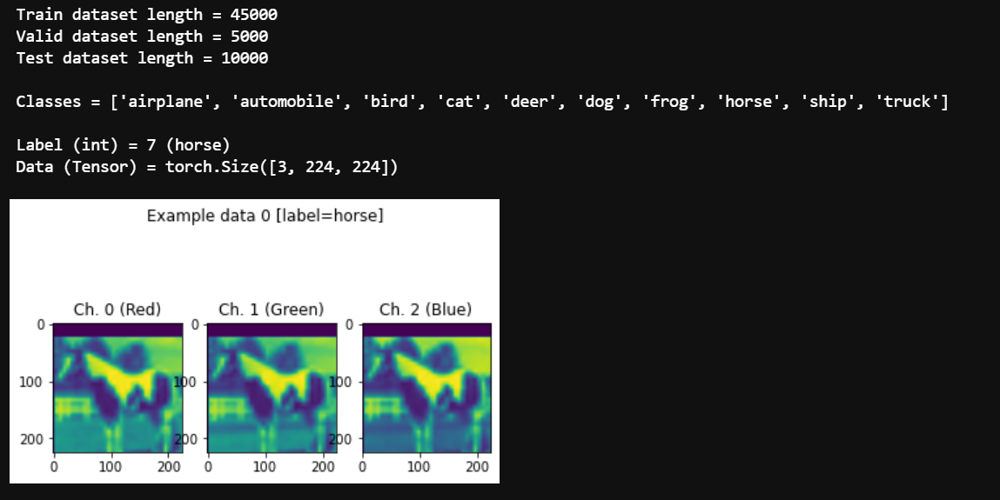 Train dataset length = 45000
Valid dataset length = 5000
Test dataset length = 10000
Classes = ['airplane', 'automobile', 'bird', 'cat', 'deer', 'dog', 'frog', 'horse', 'ship', 'truck']
Label (int) = 7 (horse)
Data (Tensor) = torch.Size([3, 224, 224])
Example data 0 [label=horse]
Ch. 0 (Red) Ch. 1 (Green) Ch. 2 (Blue)
0 0 0
100 100 100
200 200 200
0 100 200 0 100 200 0 100 200